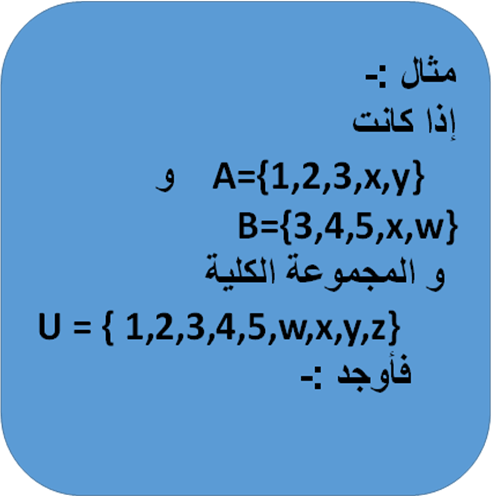 مثال :-
إذا كانت
A={1,2,3,x,y} و
B={3,4,5,x,w}
و المجموعة الكلية
U = { 1,2,3,4,5,w,x,y,z}
فأوجد :-